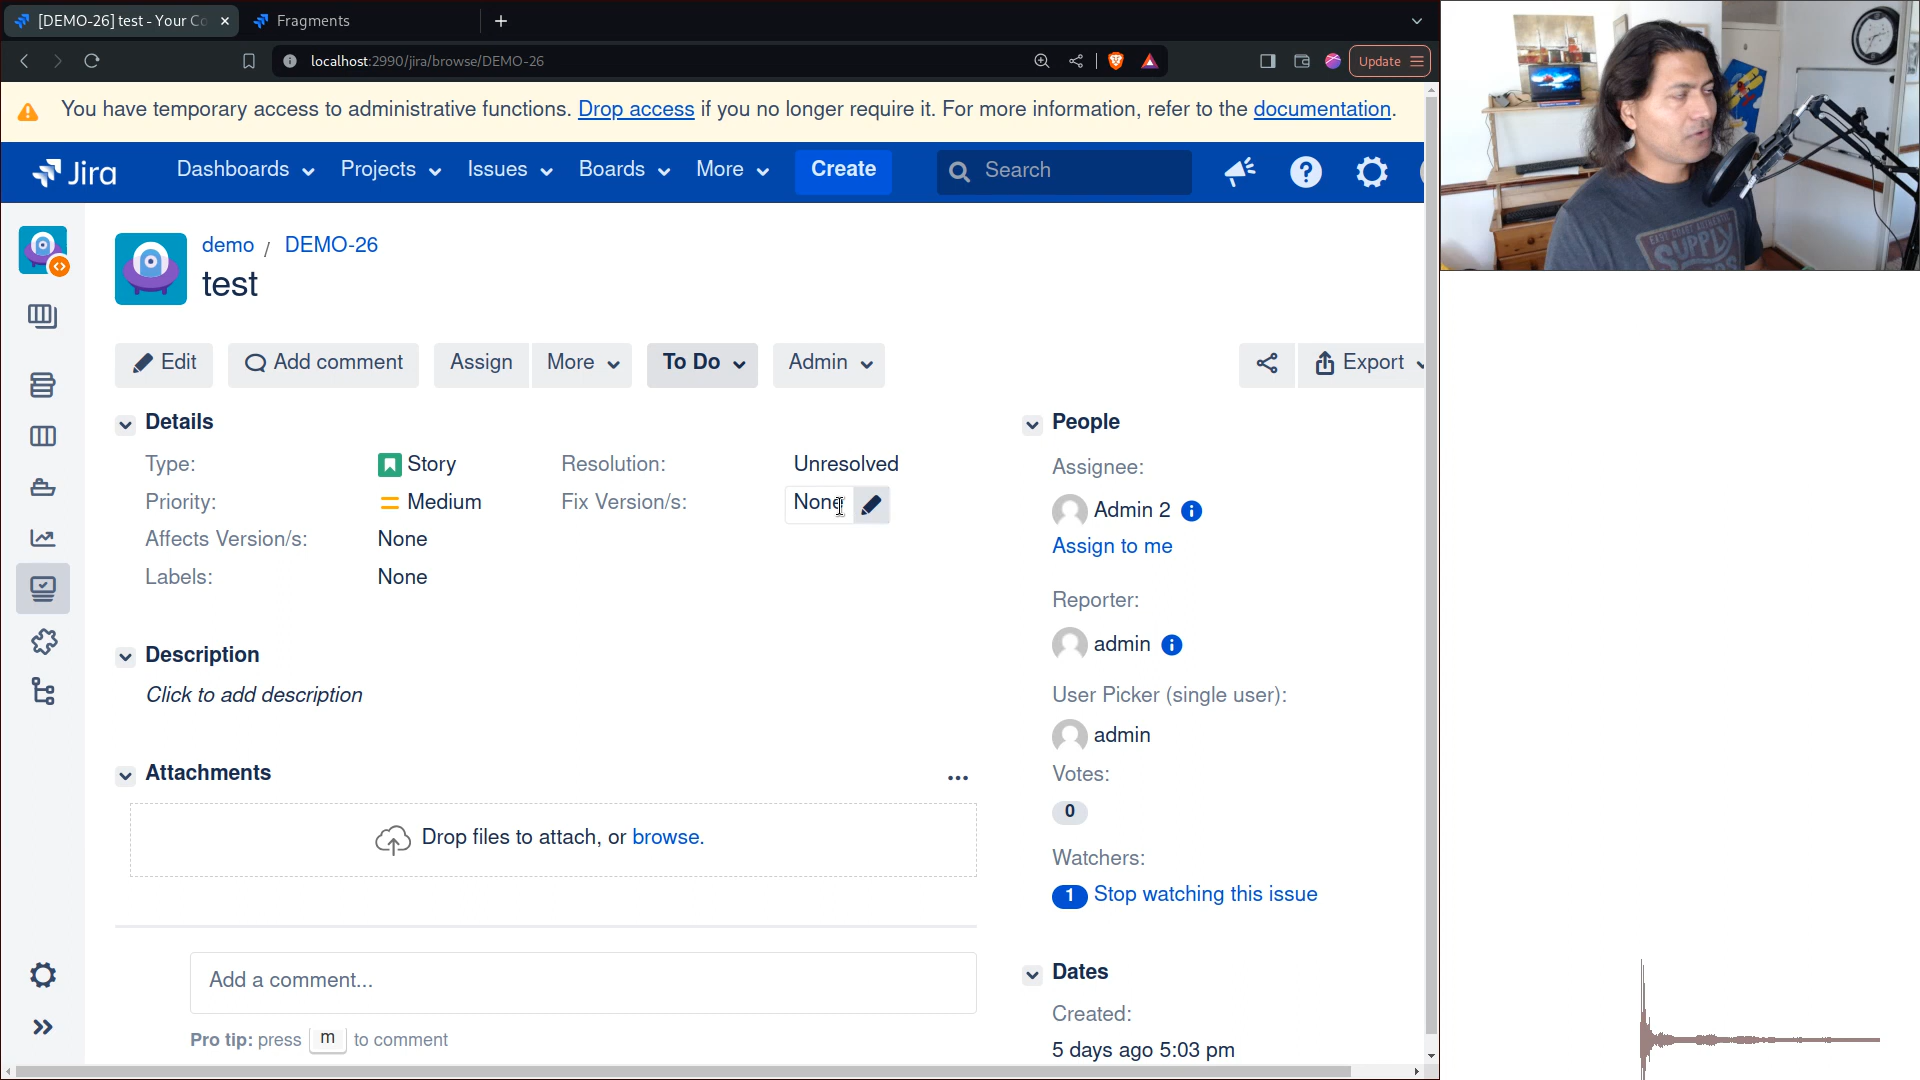 [DEMO-26] test - Your Co
Fragments
localhost:2990/jira/browse/DEMO-26
Update
You have temporary access to administrative functions. Drop access if you no longer require it. For more information, refer to the documentation.
Jira
Dashboards
Projects
Issues
Boards
More
Create
Search
demo / DEMO-26
test
Edit
Add comment
Assign
More
To Do
Admin
Export
Details
Type:
Story
Resolution:
Unresolved
Priority:
Medium
Fix Version/s:
None
Affects Version/s:
None
Labels:
None
Description
Click to add description
Attachments
Drop files to attach, or browse.
Add a comment...
Pro tip: press m to comment
People
Assignee:
Admin 2
Assign to me
Reporter:
admin
User Picker (single user):
admin
Votes:
0
Watchers:
1 Stop watching this issue
Dates
Created:
5 days ago 5:03 pm
SUPPLY